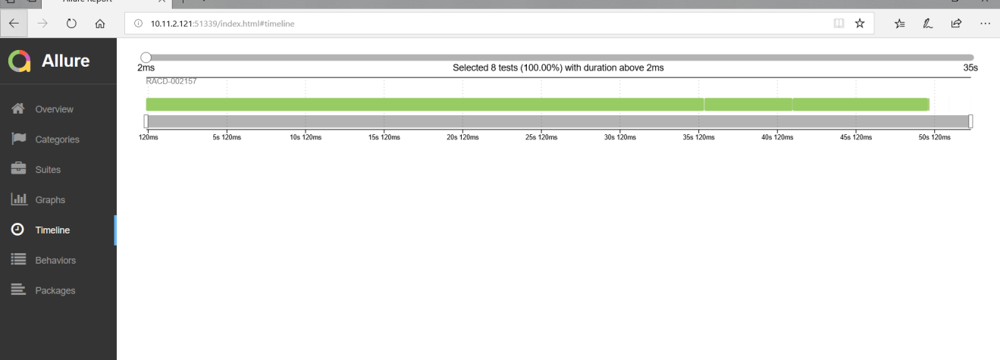 Allure Report
10.11.2.121:51339/index.html#timeline
Allure
2ms
Selected 8 tests (100.00%) with duration above 2ms
35s
RACD-002157
120ms
5s 120ms
10s 120ms
15s 120ms
20s 120ms
25s 120ms
30s 120ms
35s 120ms
40s 120ms
45s 120ms
50s 120ms
Overview
Categories
Suites
Graphs
Timeline
Behaviors
Packages